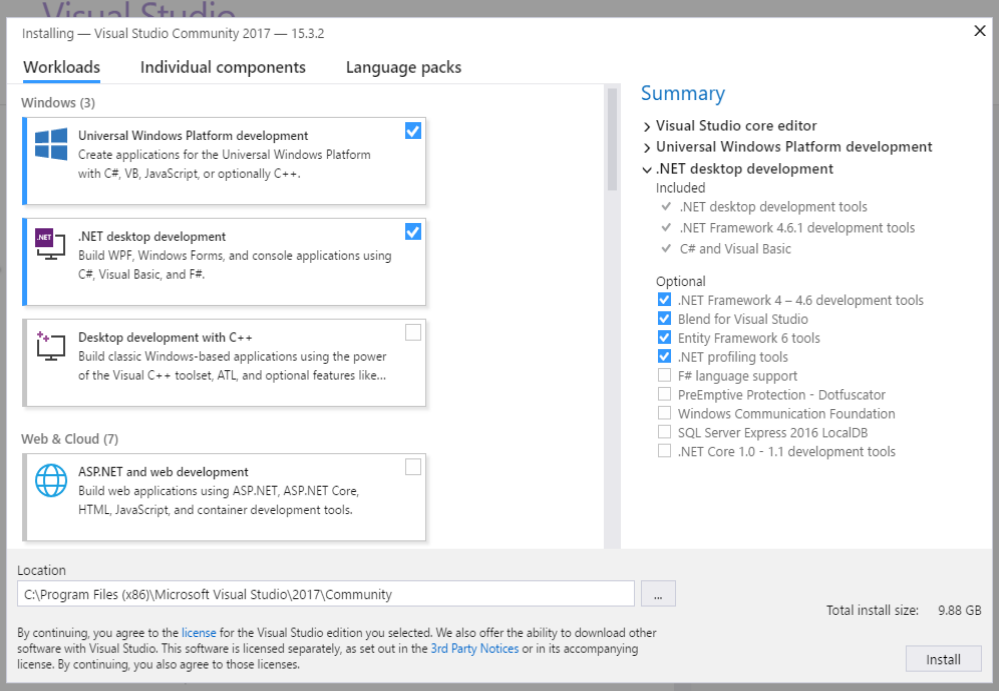 Visual Studio
Installing — Visual Studio Community 2017 — 15.3.2
Workloads
Individual components
Language packs
Windows (3)
Universal Windows Platform development
Create applications for the Universal Windows Platform
with C#, VB, JavaScript, or optionally C++.
.NET
.NET desktop development
Build WPF, Windows Forms, and console applications using
C#, Visual Basic, and F#.
Desktop development with C++
Build classic Windows-based applications using the power
of the Visual C++ toolset, ATL, and optional features like...
Web & Cloud (7)
ASP.NET and web development
Build web applications using ASP.NET, ASP.NET Core,
HTML, JavaScript, and container development tools.
Summary
Visual Studio core editor
Universal Windows Platform development
.NET desktop development
Included
.NET desktop development tools
.NET Framework 4.6.1 development tools
C# and Visual Basic
Optional
.NET Framework 4 – 4.6 development tools
Blend for Visual Studio
Entity Framework 6 tools
.NET profiling tools
F# language support
PreEmptive Protection - Dotfuscator
Windows Communication Foundation
SQL Server Express 2016 LocalDB
.NET Core 1.0 - 1.1 development tools
Location
C:\Program Files (x86)\Microsoft Visual Studio\2017\Community
...
Total install size: 9.88 GB
By continuing, you agree to the license for the Visual Studio edition you selected. We also offer the ability to download other
software with Visual Studio. This software is licensed separately, as set out in the 3rd Party Notices or in its accompanying
license. By continuing, you also agree to those licenses.
Install